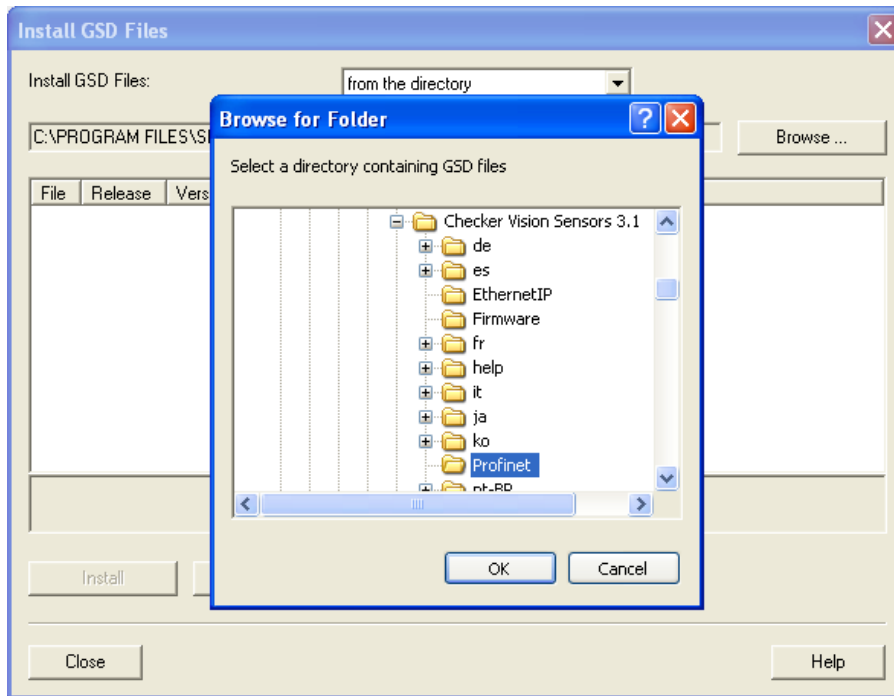 Install GSD Files
Install GSD Files:
from the directory
Browse for Folder
C:\PROGRAM FILES\
Browse ...
Select a directory containing GSD files
File Release Vers
Checker Vision Sensors 3.1
de
es
EthernetIP
Firmware
fr
help
it
ja
ko
Profinet
pt-BR
OK Cancel
Install
Close
Help